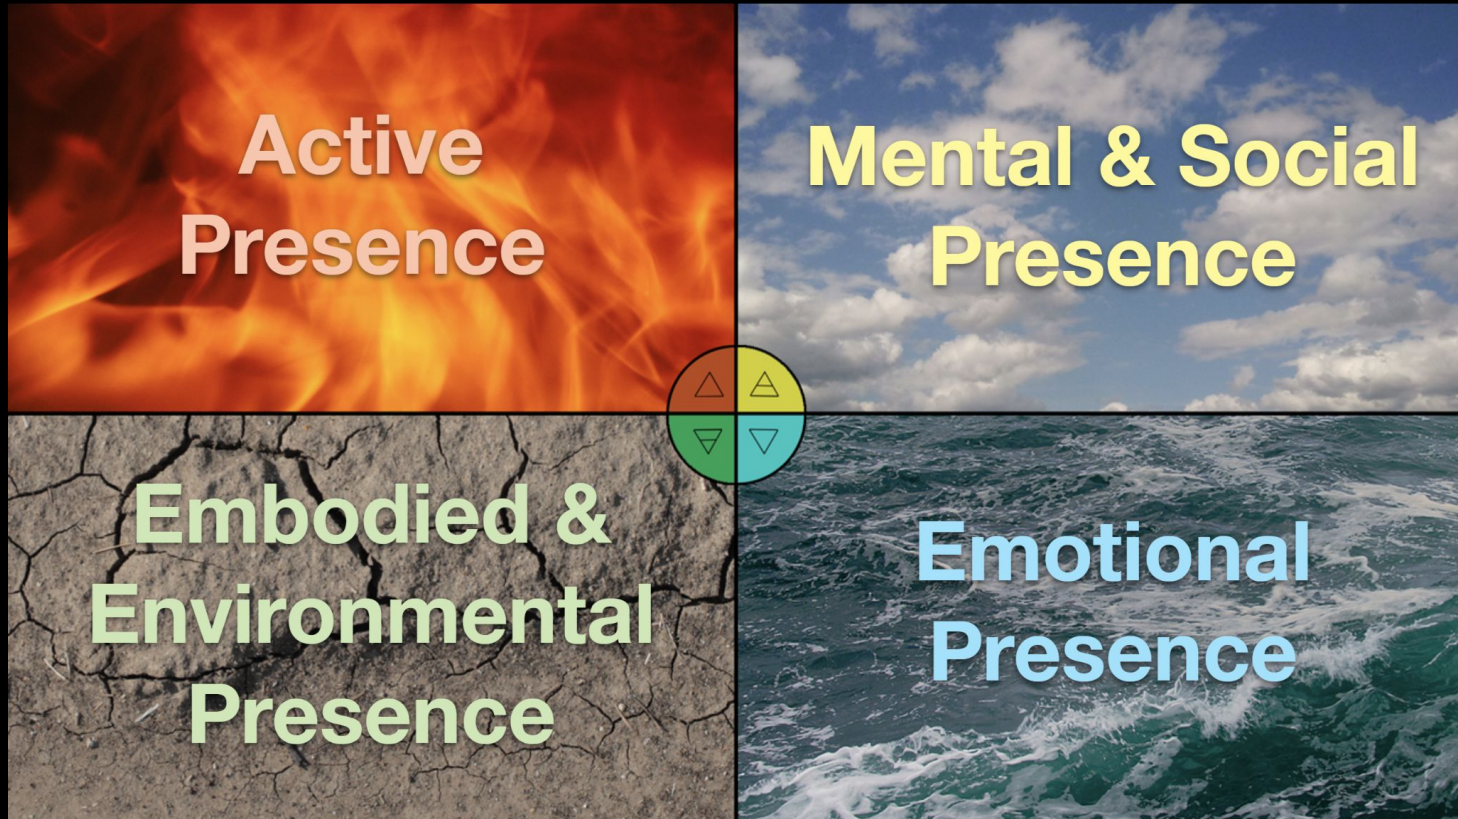 Active
Presence
Mental & Social
Presence
Embodied &
Environmental
Presence
Emotional
Presence